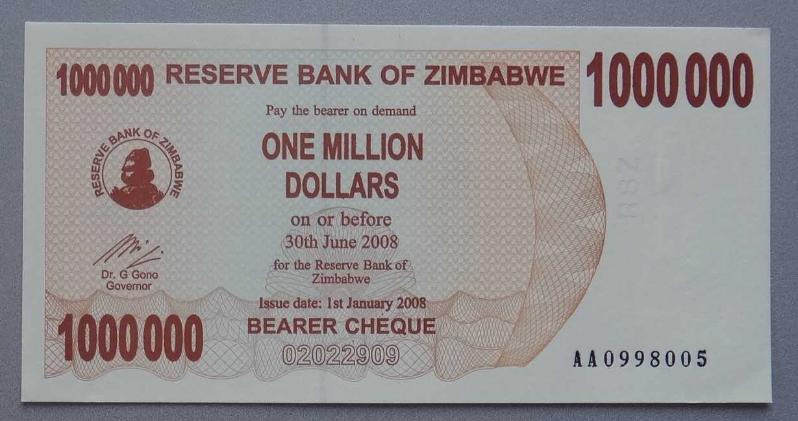 1000 000 RESERVE BANK OF ZIMBABWE 1000 000
Pay the bearer on demand
ONE MILLION
DOLLARS
on or before
30th June 2008
for the Reserve Bank of
Zimbabwe
RESERVE BANK OF ZIMBABWE
Dr. G Gono
Governor
Issue date: 1st January 2008
1000 000 BEARER CHEQUE
02022909
RBZ
AA0998005